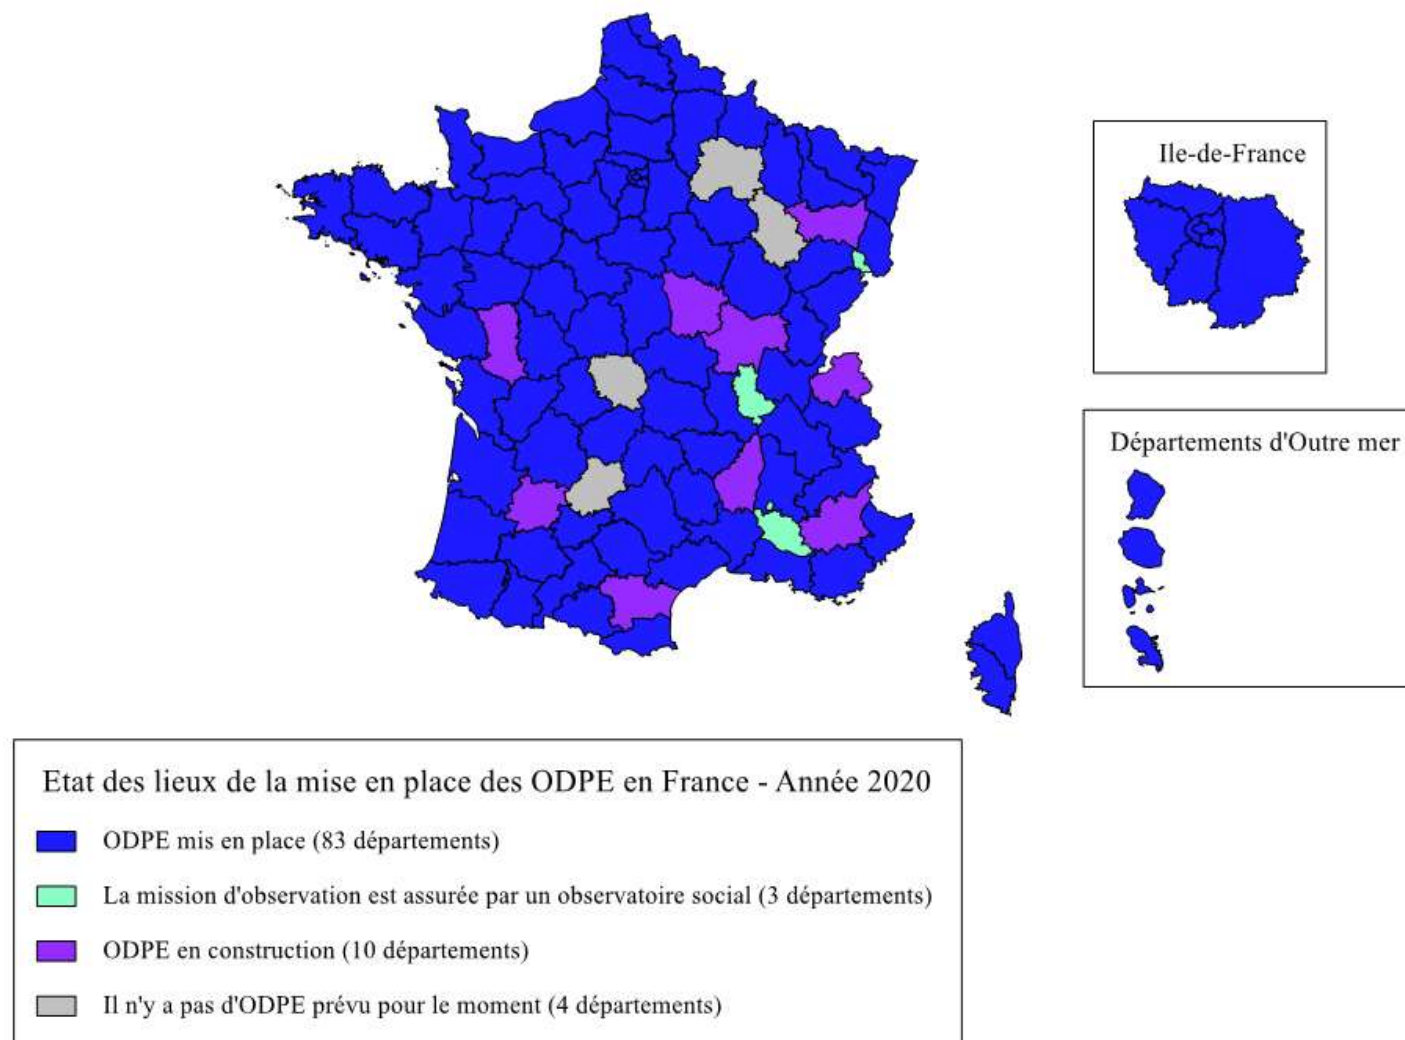 Ile-de-France
Départements d'Outre mer
Etat des lieux de la mise en place des ODPE en France - Année 2020
ODPE mis en place (83 départements)
La mission d'observation est assurée par un observatoire social (3 départements)
ODPE en construction (10 départements)
Il n'y a pas d'ODPE prévu pour le moment (4 départements)